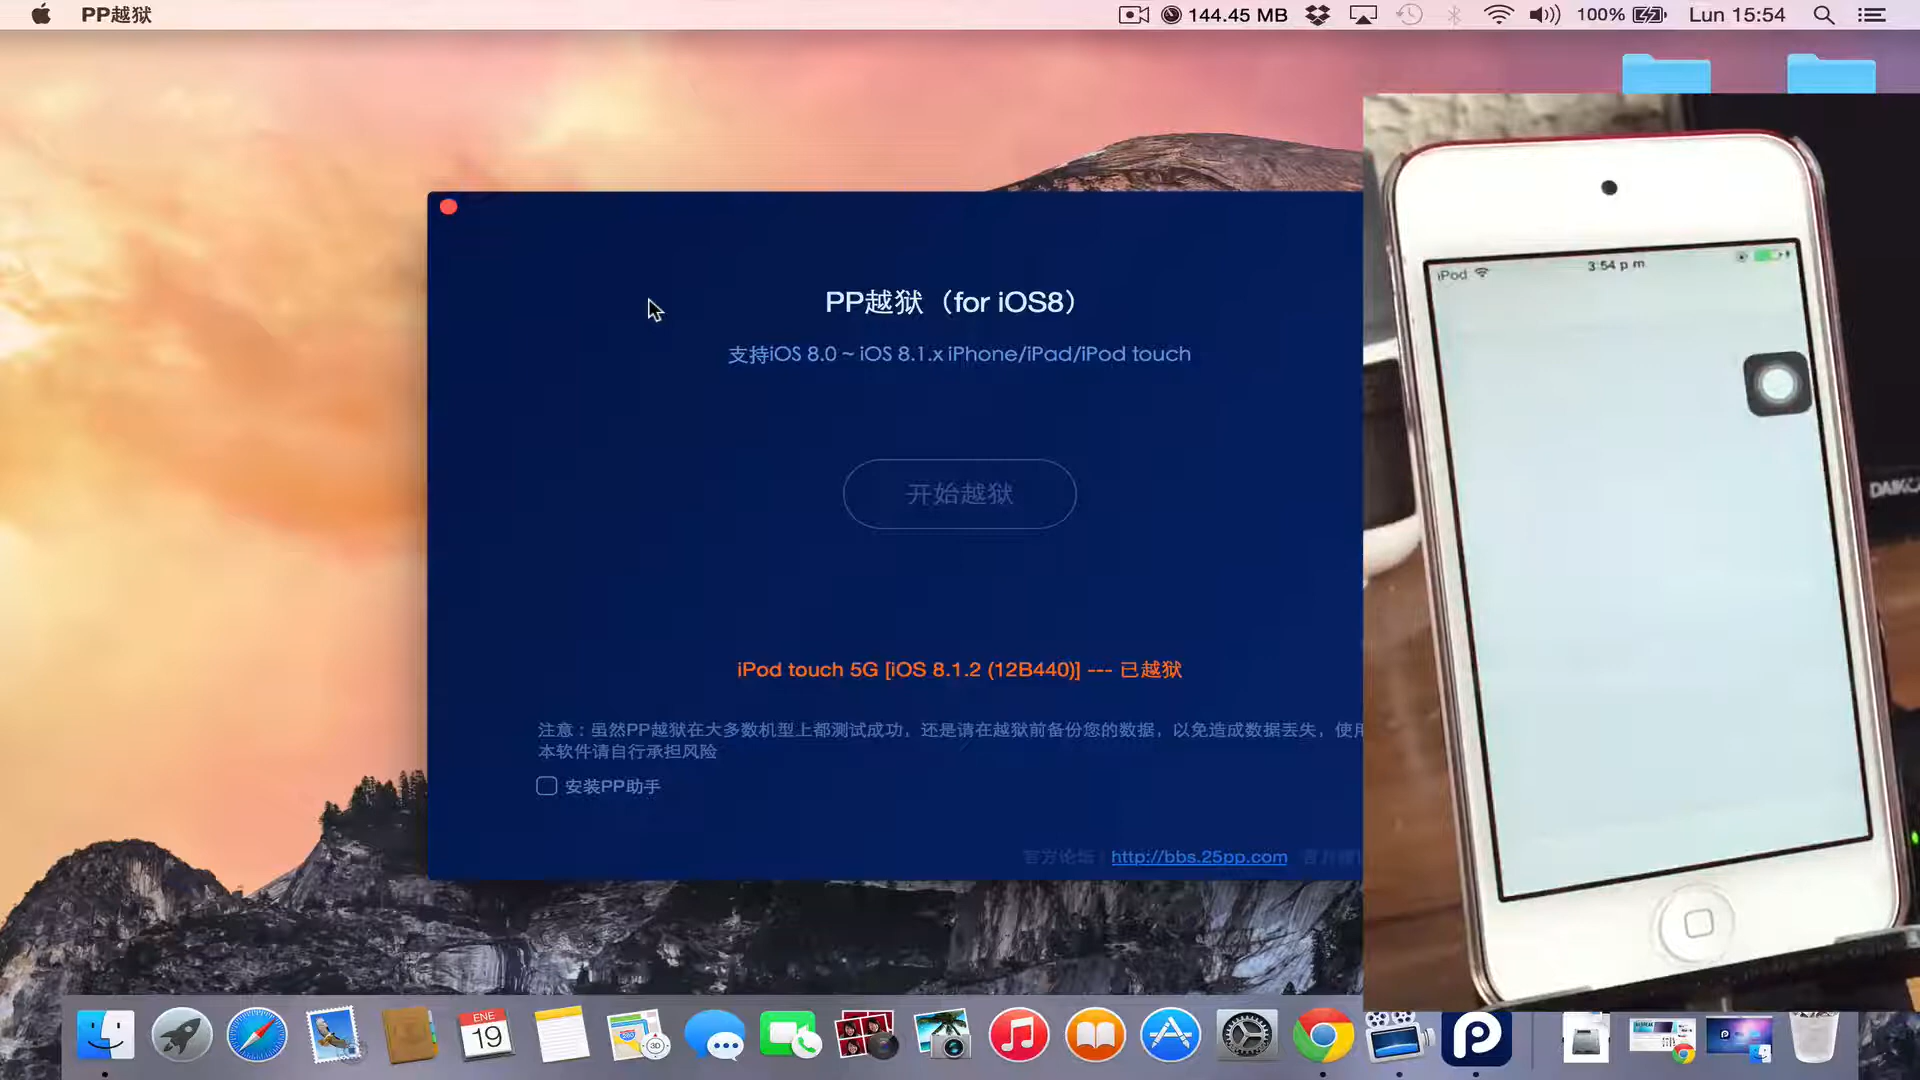 PP越狱
144.45 MB
100%
Lun 15:54
PP越狱（for iOS8）
支持iOS 8.0 ~ iOS 8.1.x iPhone/iPad/iPod touch
开始越狱
iPod touch 5G [iOS 8.1.2 (12B440)] --- 已越狱
注意：虽然PP越狱在大多数机型上都测试成功，还是请在越狱前备份您的数据，以免造成数据丢失，使用
本软件请自行承担风险
安装PP助手
官方论坛：http://bbs.25pp.com
iPod
3:54 p m
ENE
19
3D